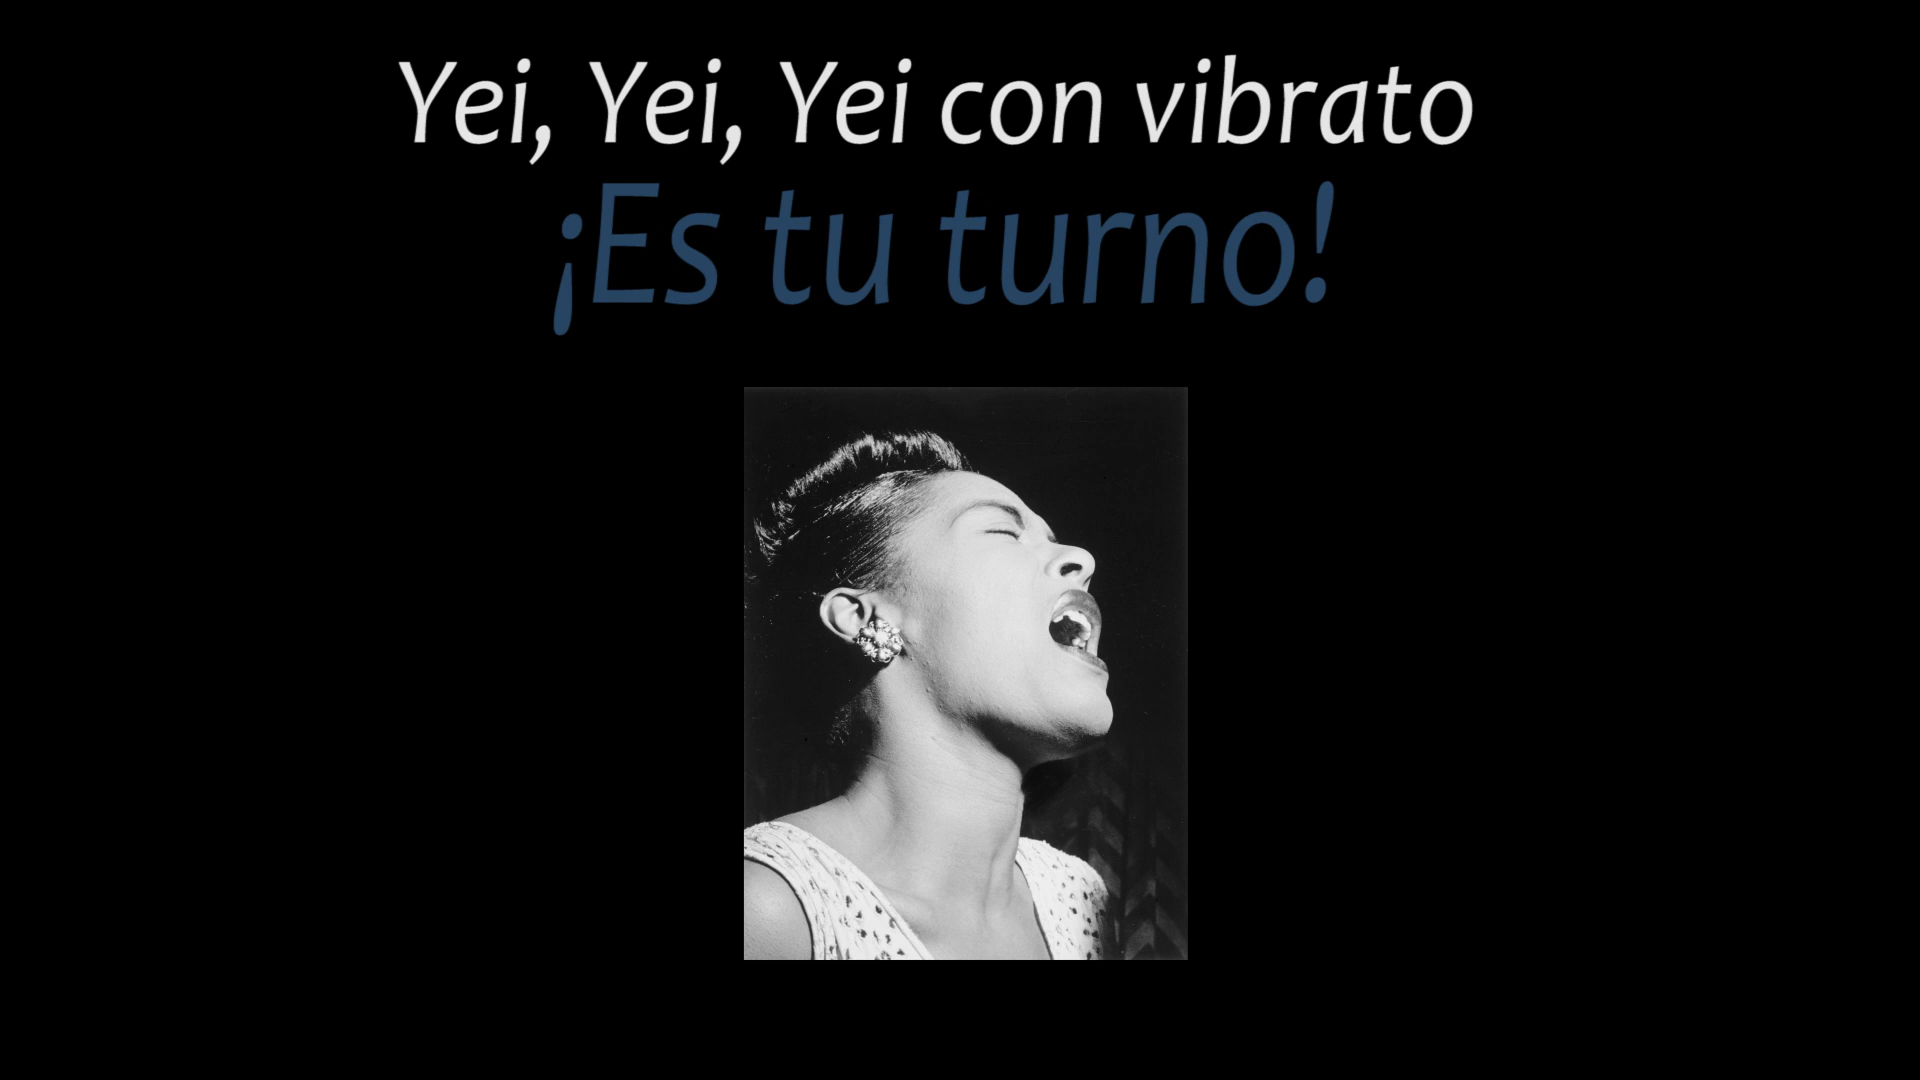 Yei, Yei, Yei con vibrato
¡Es tu turno!